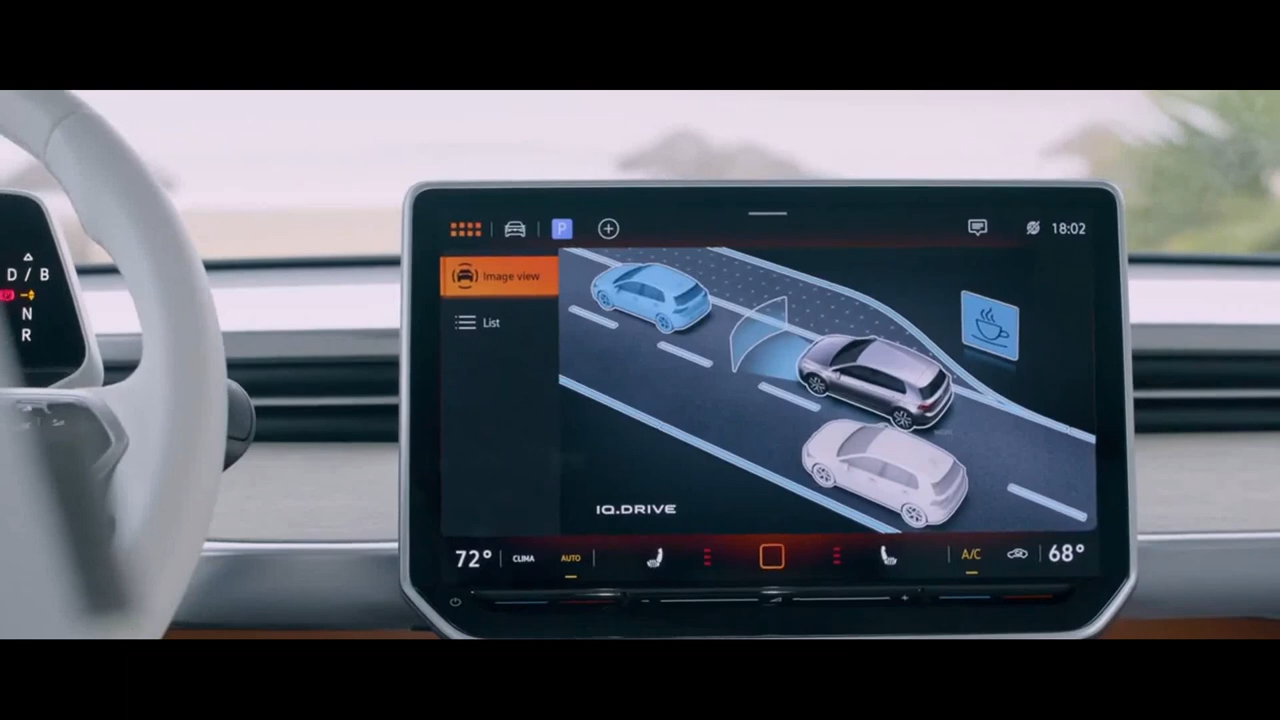 P
18:02
D / B
N
R
Image view
List
IQ.DRIVE
72°
CLIMA
AUTO
A/C
68°